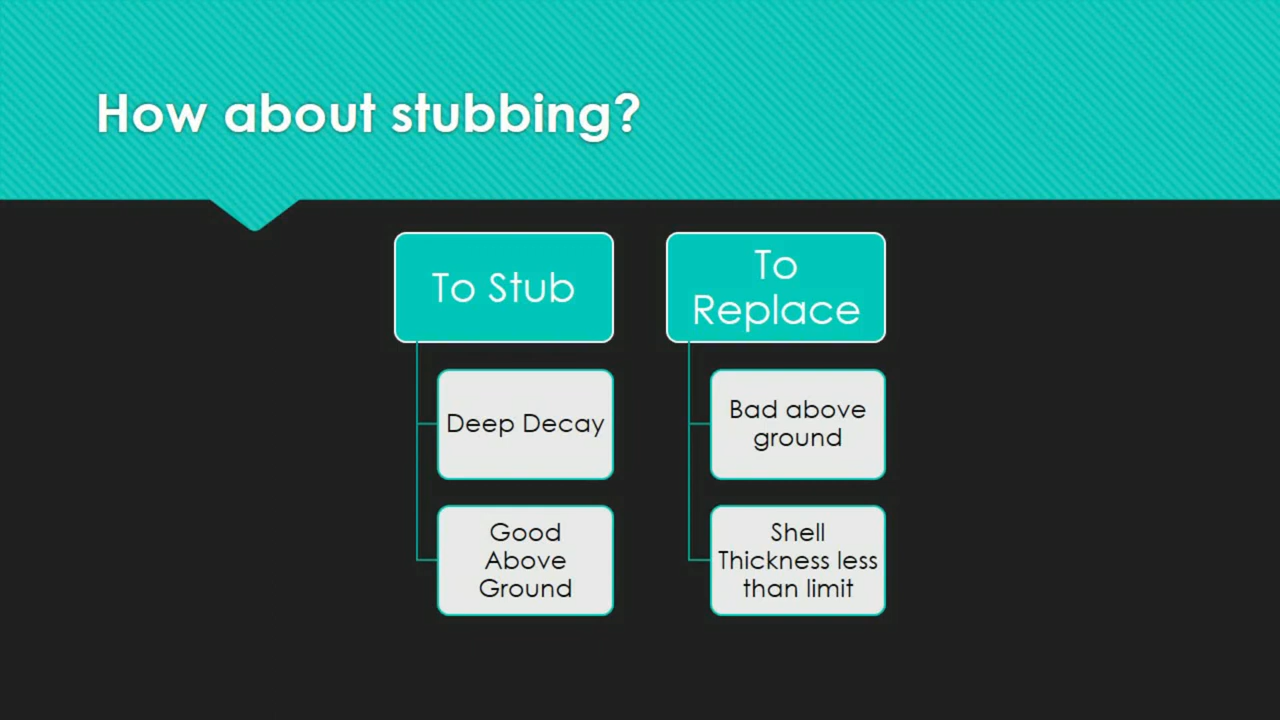 How about stubbing?
To Stub
Deep Decay
Good
Above
Ground
To
Replace
Bad above
ground
Shell
Thickness less
than limit